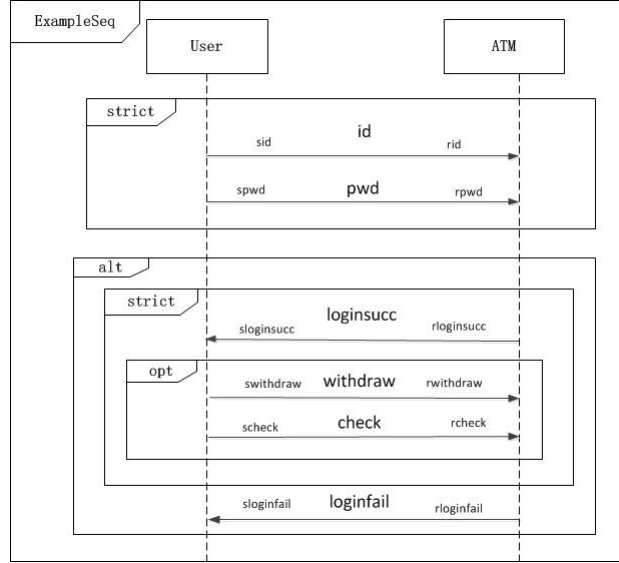 ExampleSeq
User ATM
strict
id
sid rid
spwd pwd rpwd
alt
strict
loginsucc
sloginsucc rloginsucc
opt
swithdraw withdraw rwithdraw
scheck check rcheck
sloginfail loginfail rloginfail